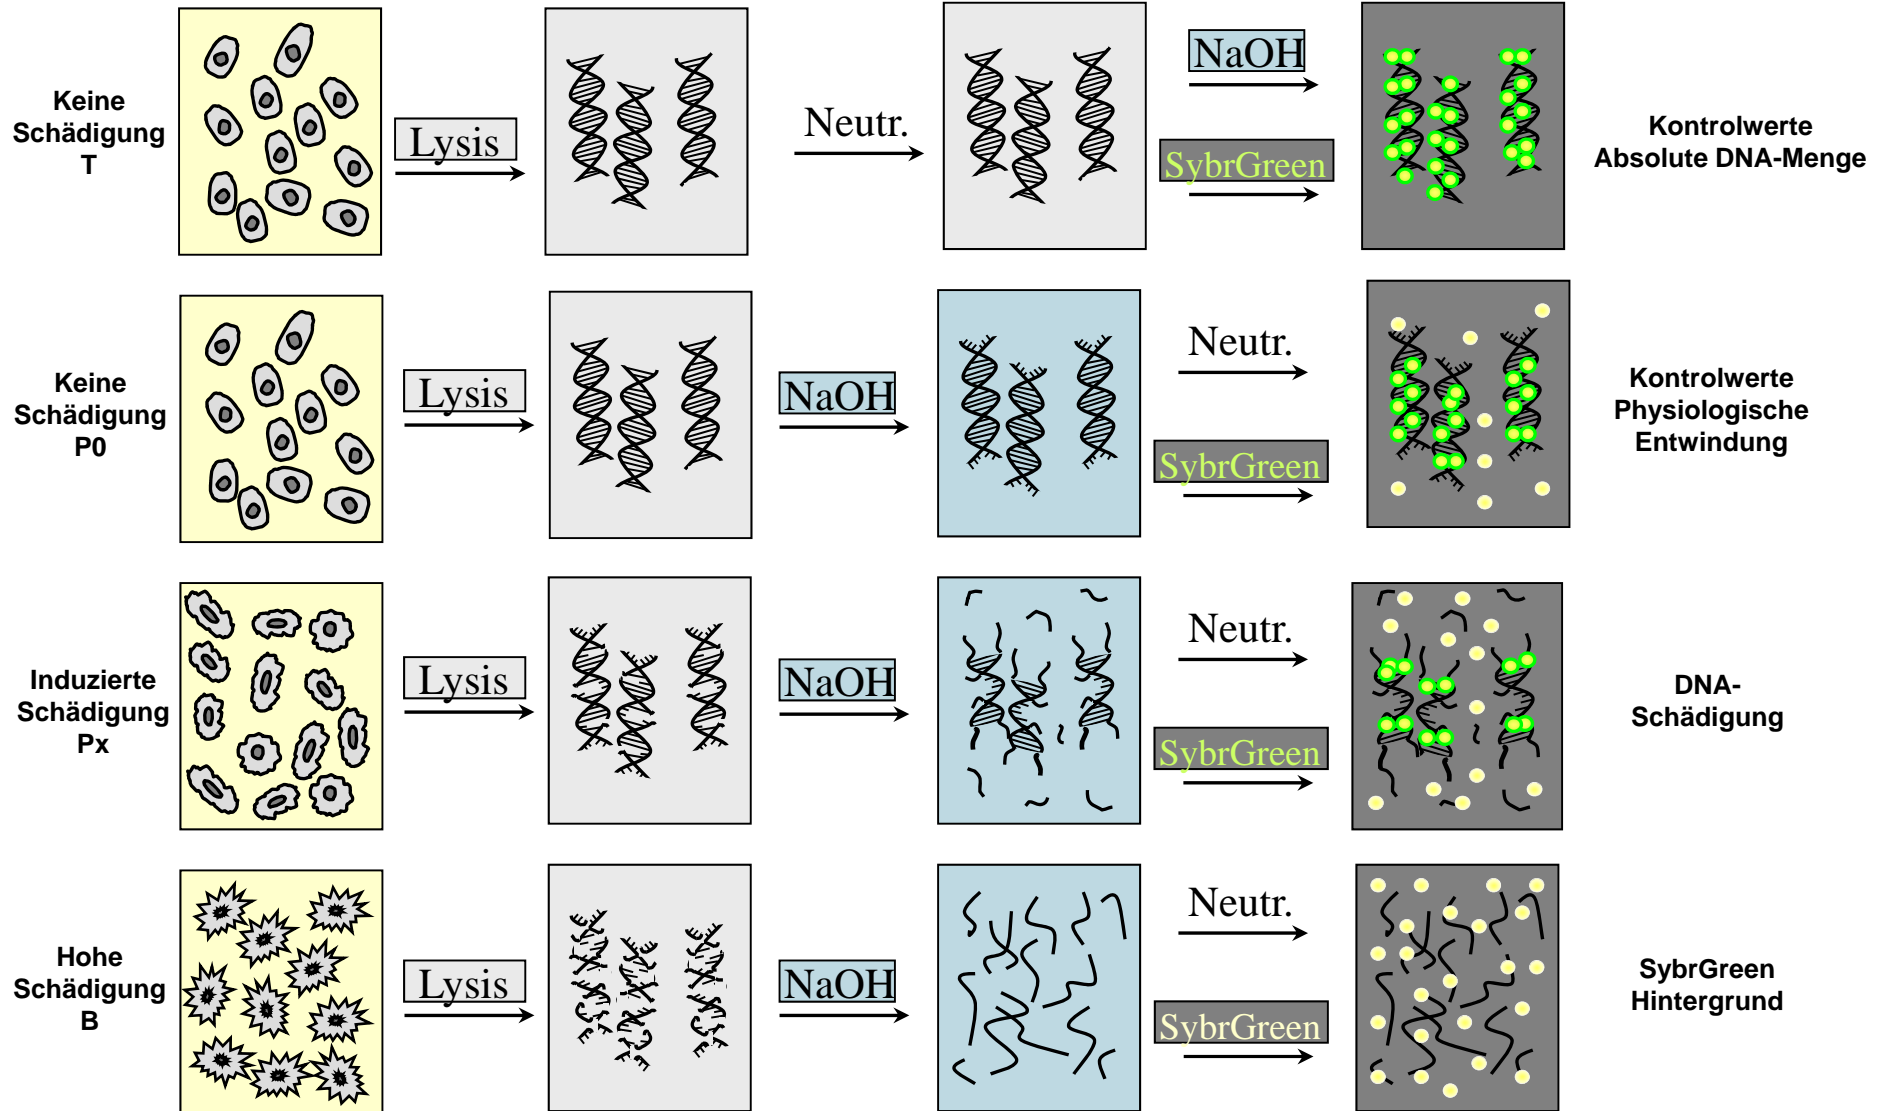 Keine
Schädigung
T
Lysis
Neutr.
NaOH
SybrGreen
Kontrolwerte
Absolute DNA-Menge
Keine
Schädigung
P0
Lysis
NaOH
Neutr.
SybrGreen
Kontrolwerte
Physiologische
Entwindung
Induzierte
Schädigung
Px
Lysis
NaOH
Neutr.
SybrGreen
DNA-
Schädigung
Hohe
Schädigung
B
Lysis
NaOH
Neutr.
SybrGreen
SybrGreen
Hintergrund